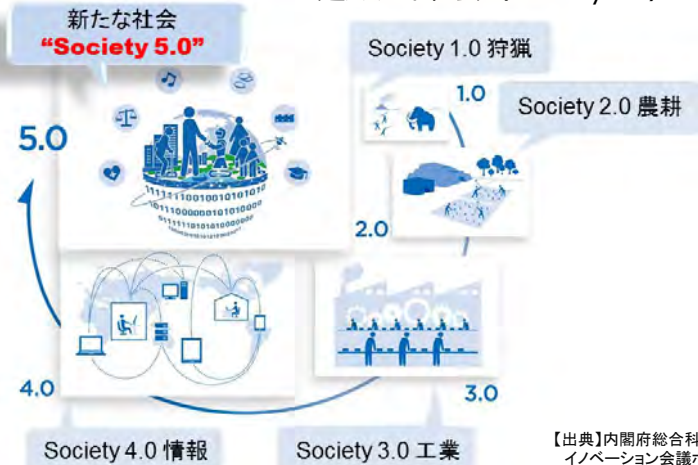 新たな社会
“Society 5.0”
Society 1.0 狩猟
1.0
Society 2.0 農耕
5.0
2.0
4.0
3.0
Society 4.0 情報
Society 3.0 工業
【出典】内閣府総合科
イノベーション会議